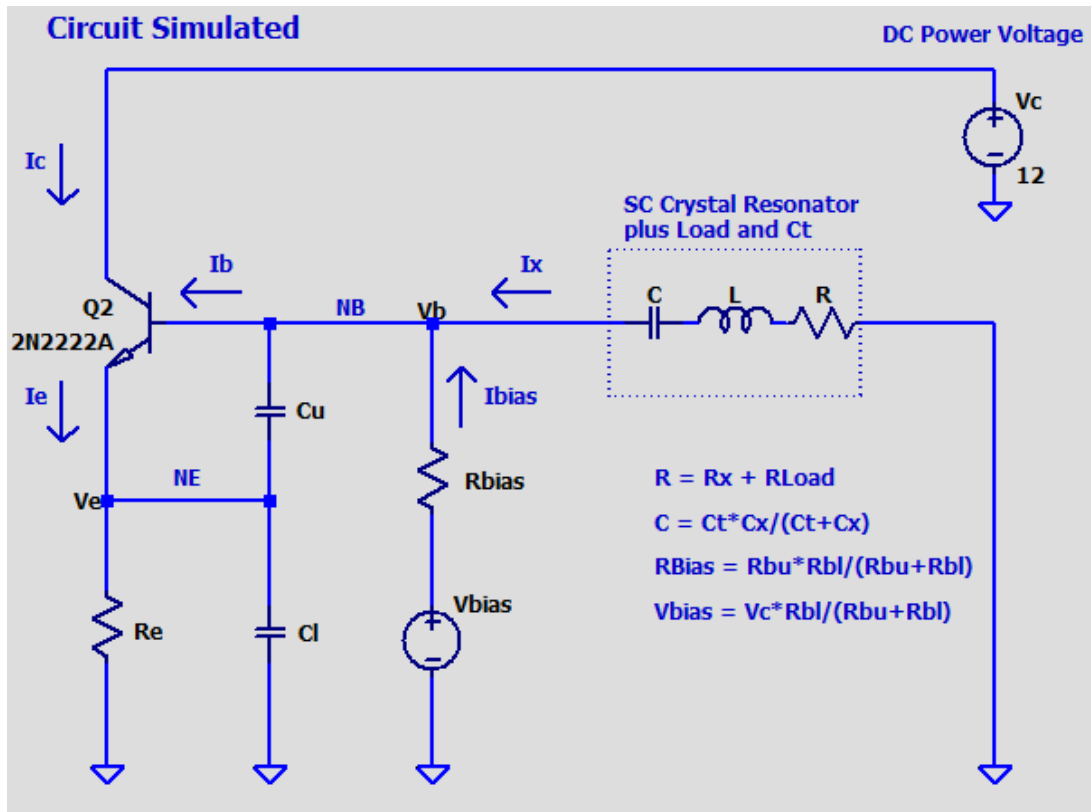 Circuit Simulated
DC Power Voltage
Vc
12
Ic
SC Crystal Resonator
plus Load and Ct
Ib
Ix
C
L
R
Q2
NB
Vb
2N2222A
Ie
Cu
Ibias
NE
Rbias
R = Rx + RLoad
Ve
C = Ct*Cx/(Ct+Cx)
RBias = Rbu*Rbl/(Rbu+Rbl)
Vbias
Vbias = Vc*Rbl/(Rbu+Rbl)
Re
Cl